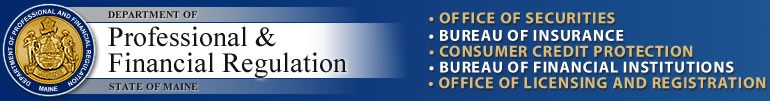 DEPARTMENT OF PROFESSIONAL AND FINANCIAL REGULATION
MAINE
DEPARTMENT OF
Professional &
Financial Regulation
STATE OF MAINE
• OFFICE OF SECURITIES
• BUREAU OF INSURANCE
• CONSUMER CREDIT PROTECTION
• BUREAU OF FINANCIAL INSTITUTIONS
• OFFICE OF LICENSING AND REGISTRATION